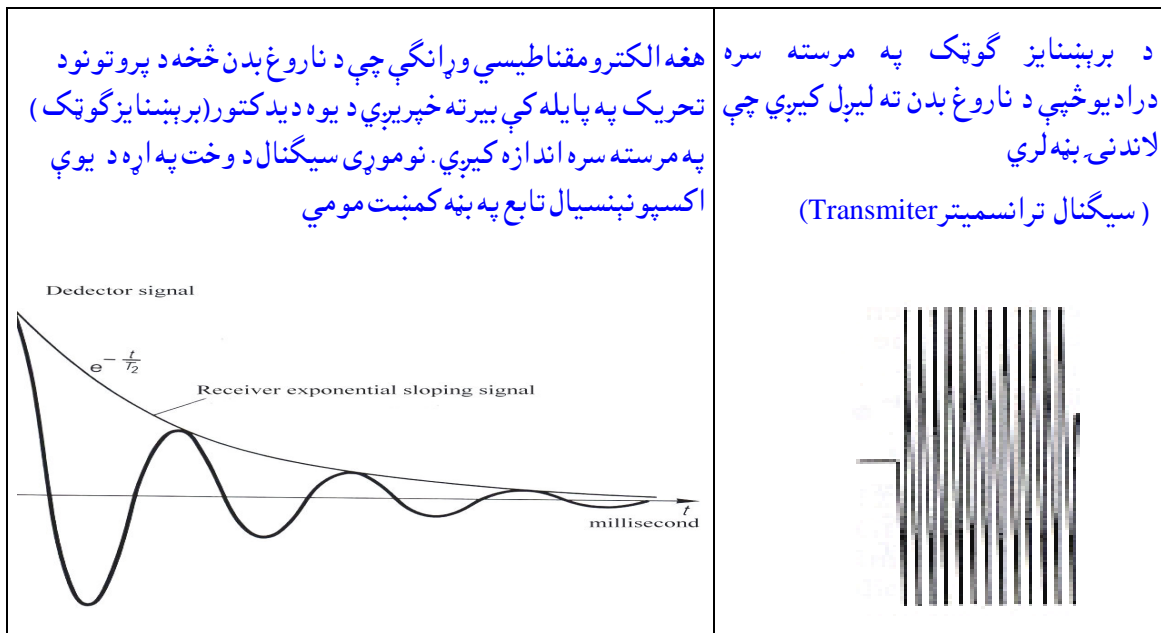 د برېښنايز ګوټک په مرسته سره
دراديوڅپې د ناروغ بدن ته ليږل کيږي چې
لاندنۍ بڼه لري
( سيګنال ترانسميتر Transmiter)
هغه الکترومقناطيسي وړانګې چې د ناروغ بدن څخه د پروتونود
تحريک په پايله کې بيرته خپريږي د يوه ديدکتور(برېښنايزګوټک )
په مرسته سره اندازه کيږي. نوموړی سيګنال د وخت په اړه د يوې
اکسپونېنسيال تابع په بڼه کمښت مومي
Dedector signal
e^{-t/T_2}
Receiver exponential sloping signal
t
millisecond